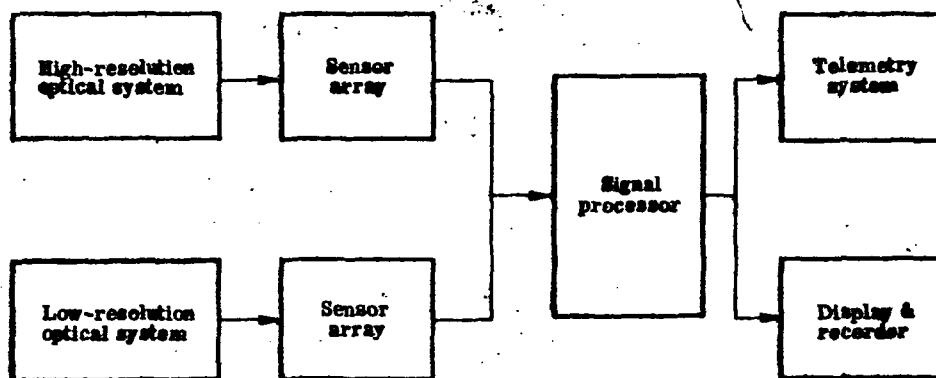 High-resolution
optical system
Sensor
array
Signal
processor
Telemetry
system
Low-resolution
optical system
Sensor
array
Display &
recorder